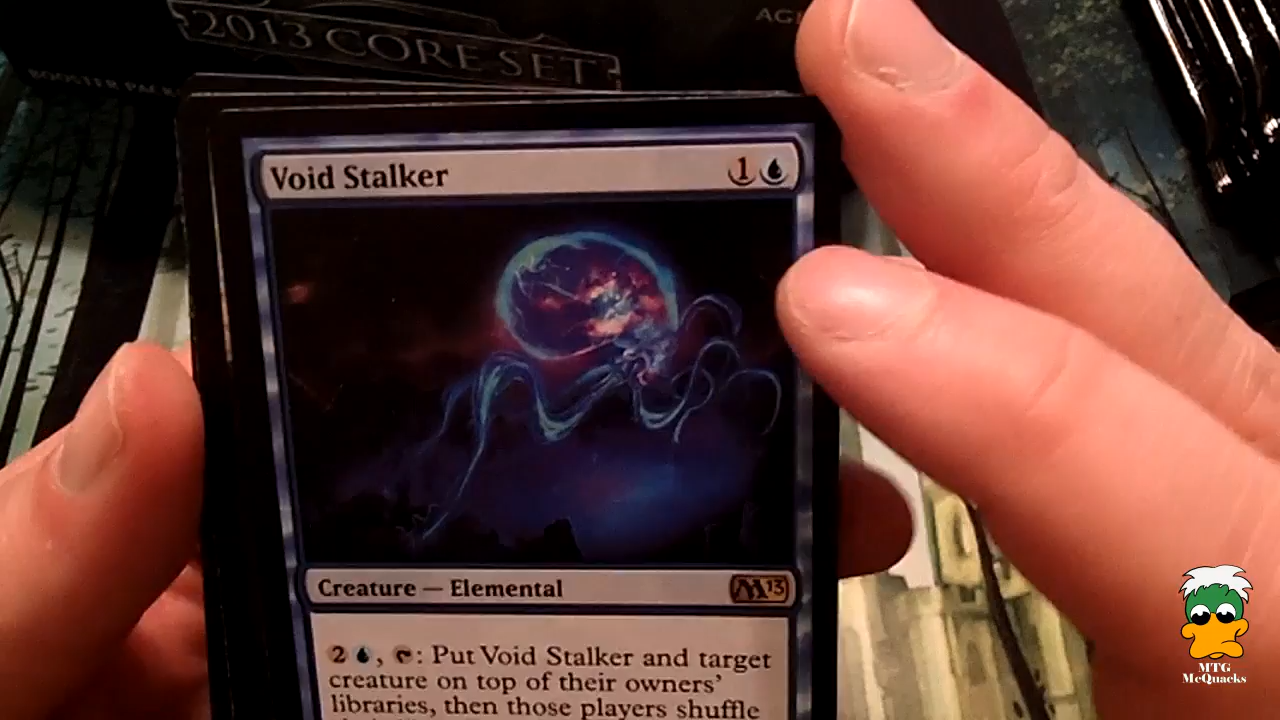 2013 CORE SET
Void Stalker 1
Creature — Elemental
M13
2, : Put Void Stalker and target
creature on top of their owners'
libraries, then those players shuffle
MTG
McQuacks